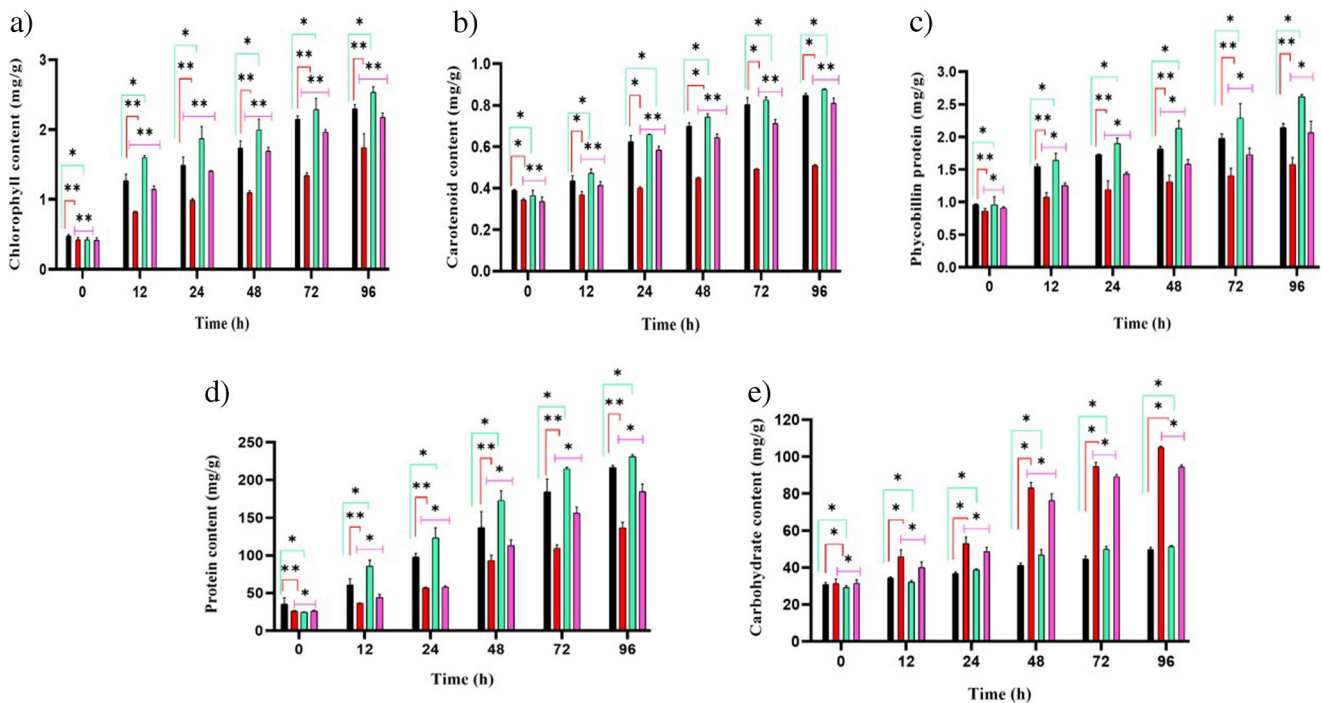 a)
Chlorophyll content (mg/g)
3
2
1
0
* ** **
* ** **
* ** **
* ** **
* ** **
* ** **
0 12 24 48 72 96
Time (h)
b)
Carotenoid content (mg/g)
1.0
0.8
0.6
0.4
0.2
0.0
* * **
* * **
* * **
* * **
* * **
* * **
0 12 24 48 72 96
Time (h)
c)
Phycobillin protein (mg/g)
3.0
2.5
2.0
1.5
1.0
0.5
0.0
* ** *
* ** *
* ** *
* ** *
* ** *
* ** *
0 12 24 48 72 96
Time (h)
d)
Protein content (mg/g)
250
200
150
100
50
0
* ** *
* ** *
* ** *
* ** *
* ** *
* ** *
0 12 24 48 72 96
Time (h)
e)
Carbohydrate content (mg/g)
120
100
80
60
40
20
0
* * *
* * *
* * *
* * *
* * *
* * *
0 12 24 48 72 96
Time (h)